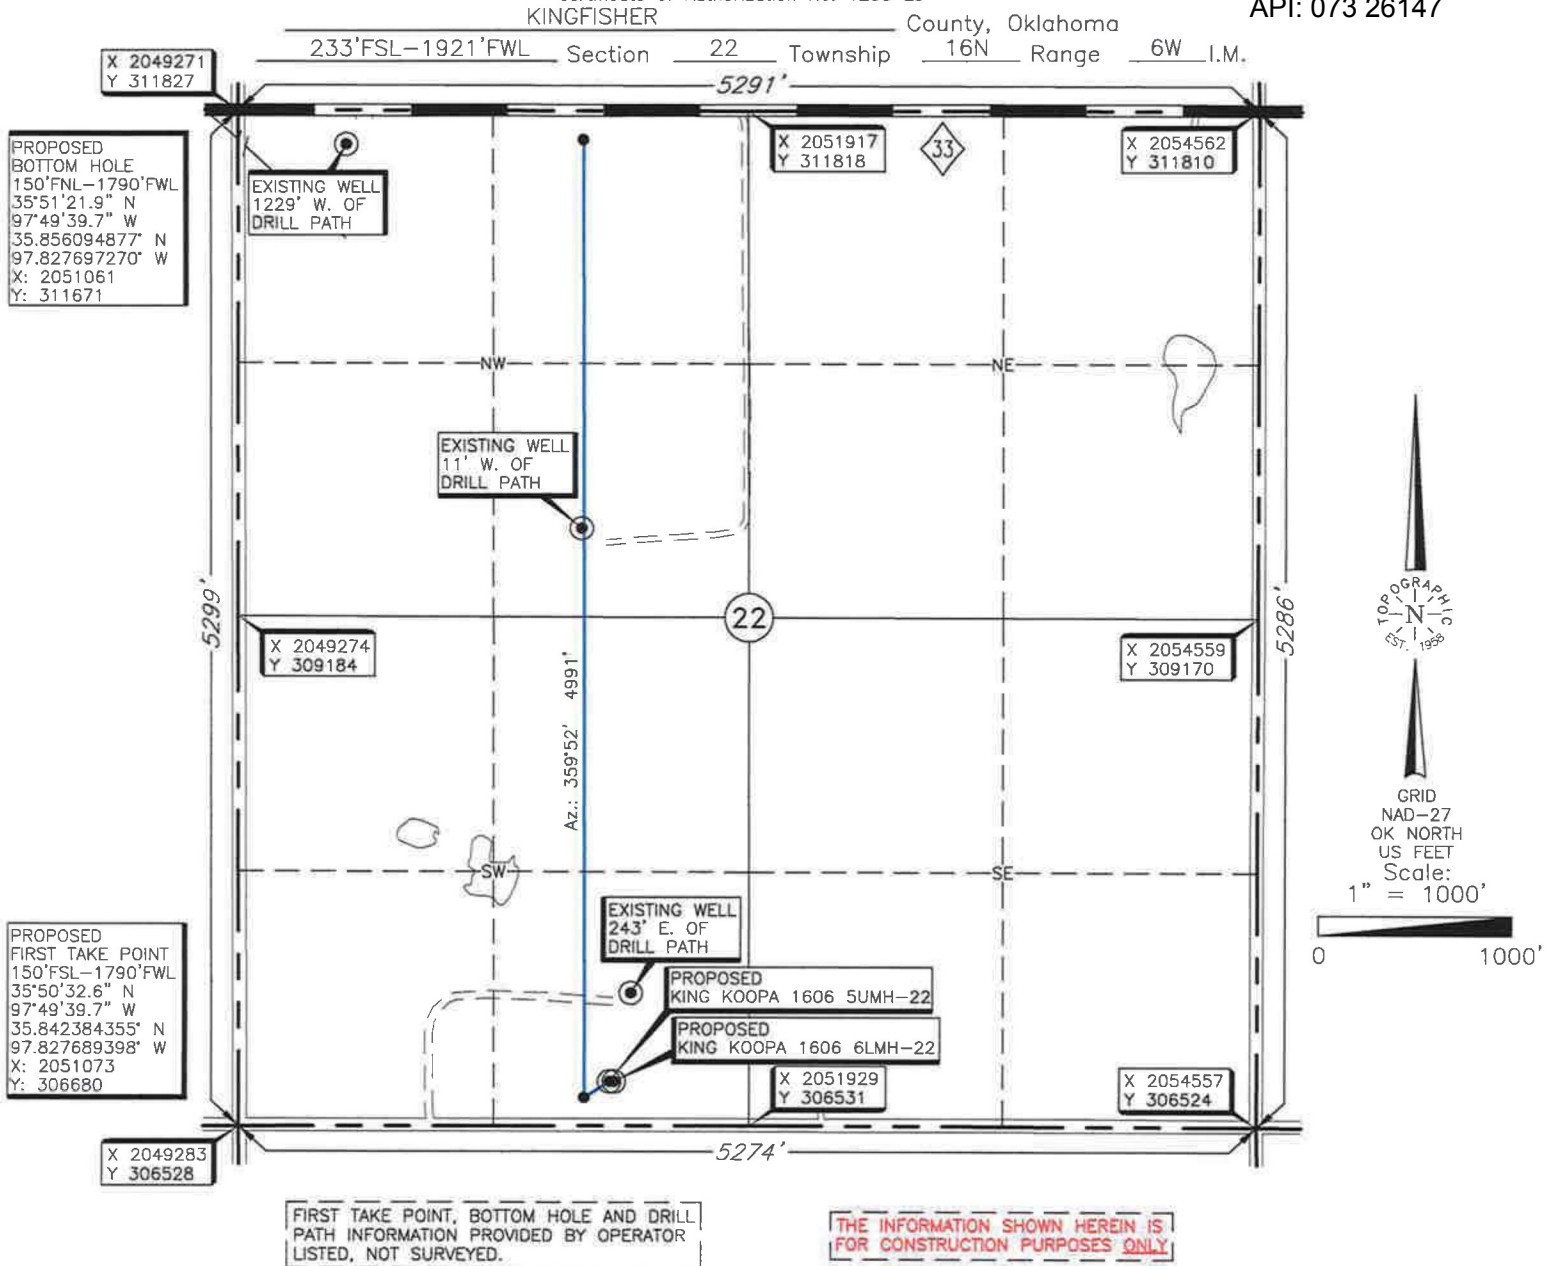 API: 073 26147
KINGFISHER County, Oklahoma
233'FSL-1921'FWL Section 22 Township 16N Range 6W I.M.
X 2049271
Y 311827
5291'
PROPOSED
BOTTOM HOLE
150'FNL-1790'FWL
35°51'21.9" N
97°49'39.7" W
35.856094877° N
97.827697270° W
X: 2051061
Y: 311671
EXISTING WELL
1229' W. OF
DRILL PATH
X 2051917
Y 311818
33
X 2054562
Y 311810
NW
NE
EXISTING WELL
11' W. OF
DRILL PATH
5299'
22
5286'
X 2049274
Y 309184
X 2054559
Y 309170
Az.: 359°52' 4991'
TOPOGRAPHIC
N
EST. 1958
GRID
NAD-27
OK NORTH
US FEET
Scale:
1" = 1000'
0 1000'
SW
SE
EXISTING WELL
243' E. OF
DRILL PATH
PROPOSED
FIRST TAKE POINT
150'FSL-1790'FWL
35°50'32.6" N
97°49'39.7" W
35.842384355° N
97.827689398° W
X: 2051073
Y: 306680
PROPOSED
KING KOOPA 1606 5UMH-22
PROPOSED
KING KOOPA 1606 6LMH-22
X 2051929
Y 306531
X 2054557
Y 306524
X 2049283
Y 306528
5274'
FIRST TAKE POINT, BOTTOM HOLE AND DRILL
PATH INFORMATION PROVIDED BY OPERATOR
LISTED, NOT SURVEYED.
THE INFORMATION SHOWN HEREIN IS
FOR CONSTRUCTION PURPOSES ONLY